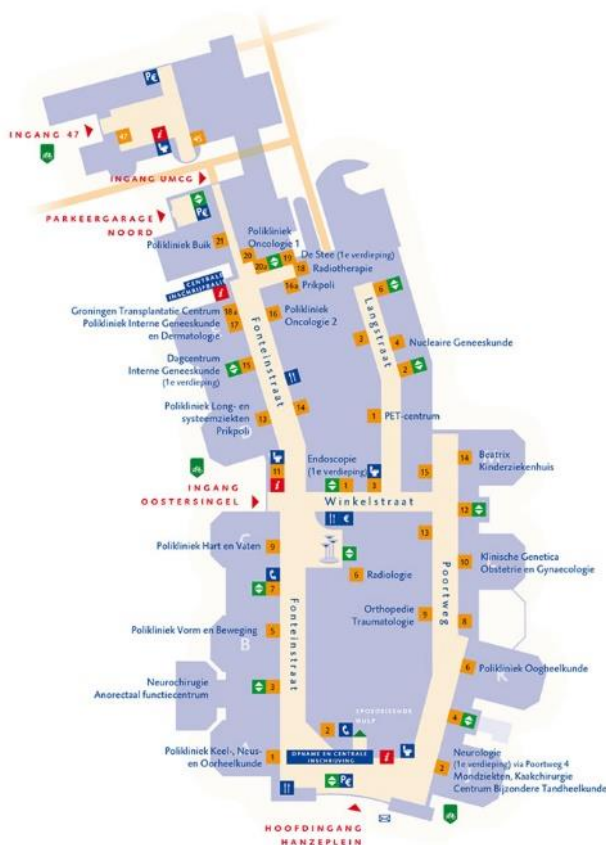 P€
INGANG 47
47
i
45
INGANG UMCG
P€
PARKEERGARAGE
NOORD
21
Polikliniek Buik
Polikliniek
Oncologie 1
20
20a
19
De Stee (1e verdieping)
18
Radiotherapie
16a
Prikpoli
6
CENTRALE
INSCHRIJFBALIE
i
Groningen Transplantatie Centrum
18a
Polikliniek Interne Geneeskunde
en Dermatologie
17
16
Polikliniek
Oncologie 2
Fonteinstraat
Langstraat
3
4
Nucleaire Geneeskunde
2
Dagcentrum
Interne Geneeskunde
(1e verdieping)
15
Polikliniek Long- en
systeemziekten
Prikpoli
13
14
1
PET-centrum
Endoscopie
(1e verdieping)
11
i
1
3
15
14
Beatrix
Kinderziekenhuis
INGANG
OOSTERSINGEL
Winkelstraat
12
€
C
Polikliniek Hart en Vaten
9
13
7
6
Radiologie
10
Klinische Genetica
Obstetrie en Gynaecologie
Fonteinstraat
Poortweg
Orthopedie
Traumatologie
9
8
Polikliniek Vorm en Beweging
5
B
6
Polikliniek Oogheelkunde
K
Neurochirugie
Anorectaal functiecentrum
3
4
2
SPOEDEISENDE
HULP
Polikliniek Keel-, Neus-
en Oorheelkunde
1
OPNAME EN CENTRALE
INSCHRIJVING
i
2
Neurologie
(1e verdieping) via Poortweg 4
Mondziekten, Kaakchirurgie
Centrum Bijzondere Tandheelkunde
P€
HOOFDINGANG
HANZEPLEIN